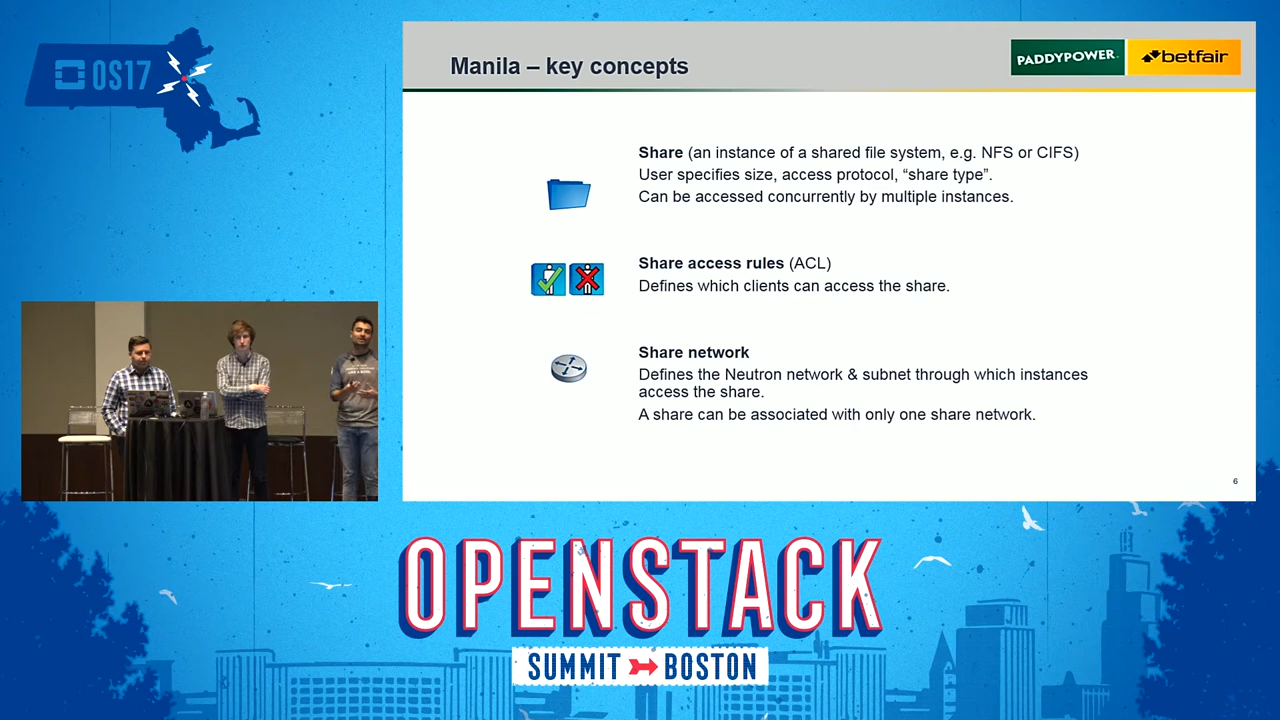 OS17
Manila – key concepts
PADDYPOWER.
betfair
Share (an instance of a shared file system, e.g. NFS or CIFS)
User specifies size, access protocol, “share type”.
Can be accessed concurrently by multiple instances.
Share access rules (ACL)
Defines which clients can access the share.
Share network
Defines the Neutron network & subnet through which instances
access the share.
A share can be associated with only one share network.
6
OPENSTACK
SUMMIT BOSTON